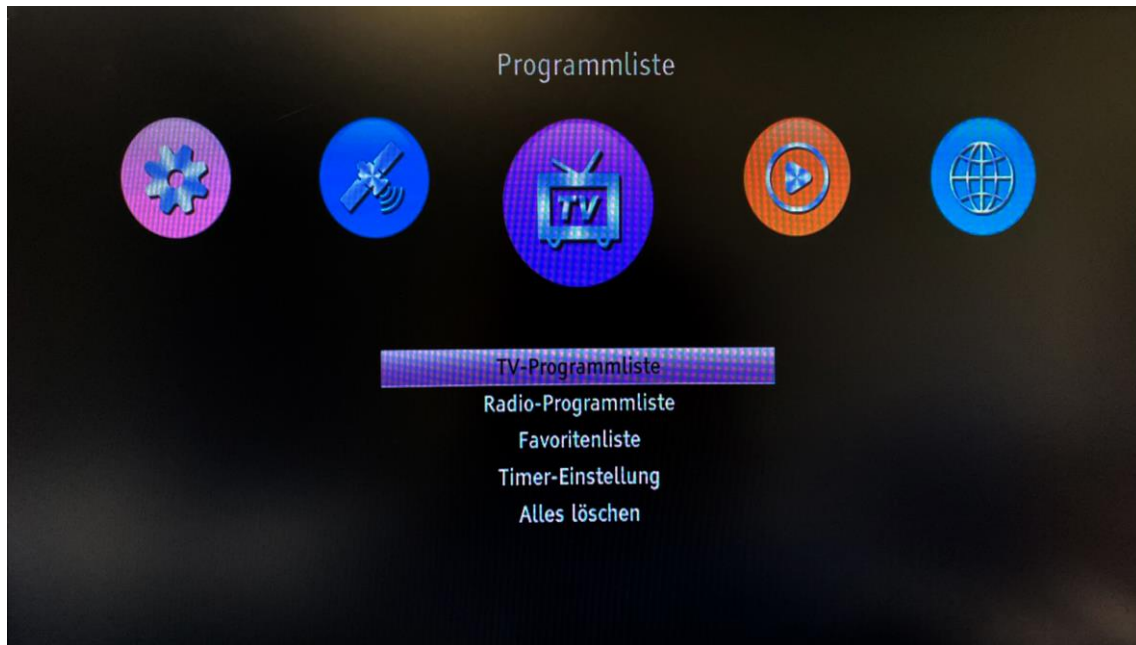 Programmliste
TV
TV-Programmliste
Radio-Programmliste
Favoritenliste
Timer-Einstellung
Alles löschen